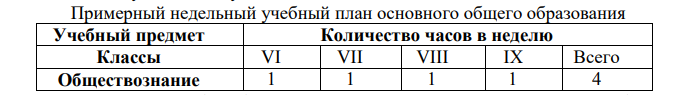 Примерный недельный учебный план основного общего образования
Учебный предмет Количество часов в неделю
Классы VI VII VIII IX Всего
Обществознание 1 1 1 1 4